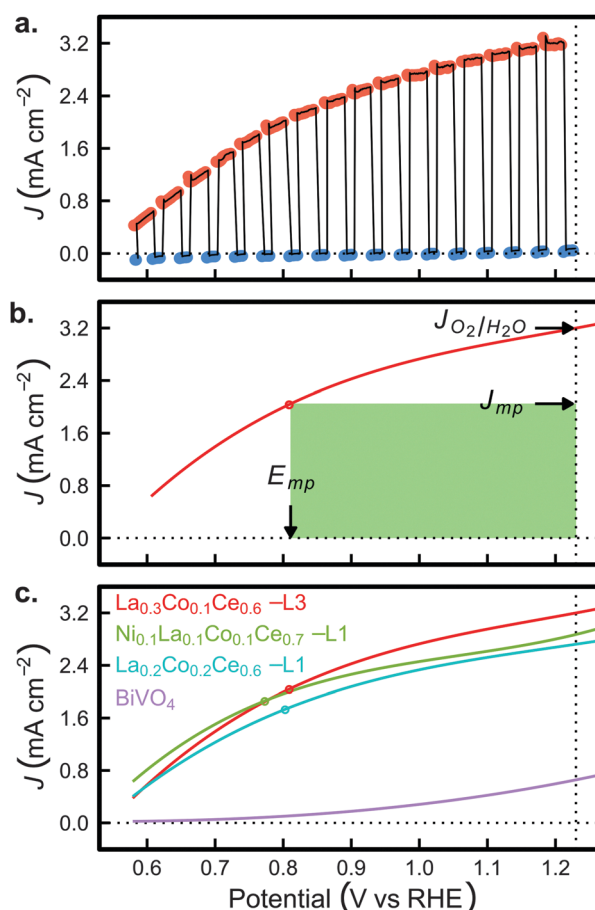 a.
J (mA cm⁻²)
3.2
2.4
1.6
0.8
0.0
b.
J (mA cm⁻²)
3.2
2.4
1.6
0.8
0.0
J O₂/H₂O
J mp
E mp
c.
J (mA cm⁻²)
3.2
2.4
1.6
0.8
0.0
La₀.₃Co₀.₁Ce₀.₆ –L3
Ni₀.₁La₀.₁Co₀.₁Ce₀.₇ –L1
La₀.₂Co₀.₂Ce₀.₆ –L1
BiVO₄
0.6 0.7 0.8 0.9 1.0 1.1 1.2
Potential (V vs RHE)